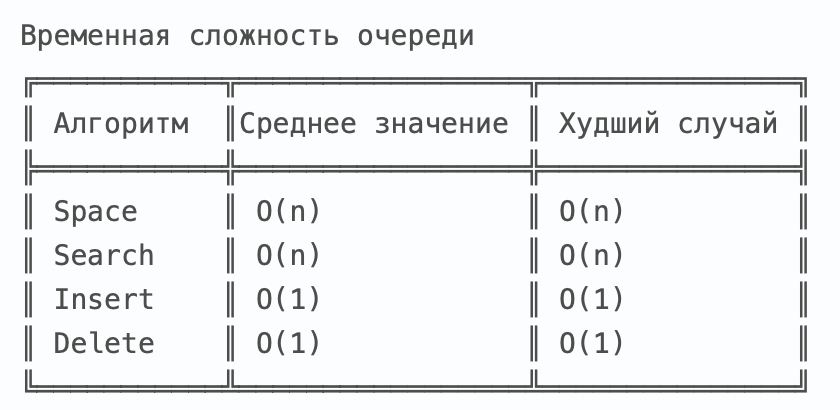 Временная сложность очереди
Алгоритм Среднее значение Худший случай
Space O(n) O(n)
Search O(n) O(n)
Insert O(1) O(1)
Delete O(1) O(1)